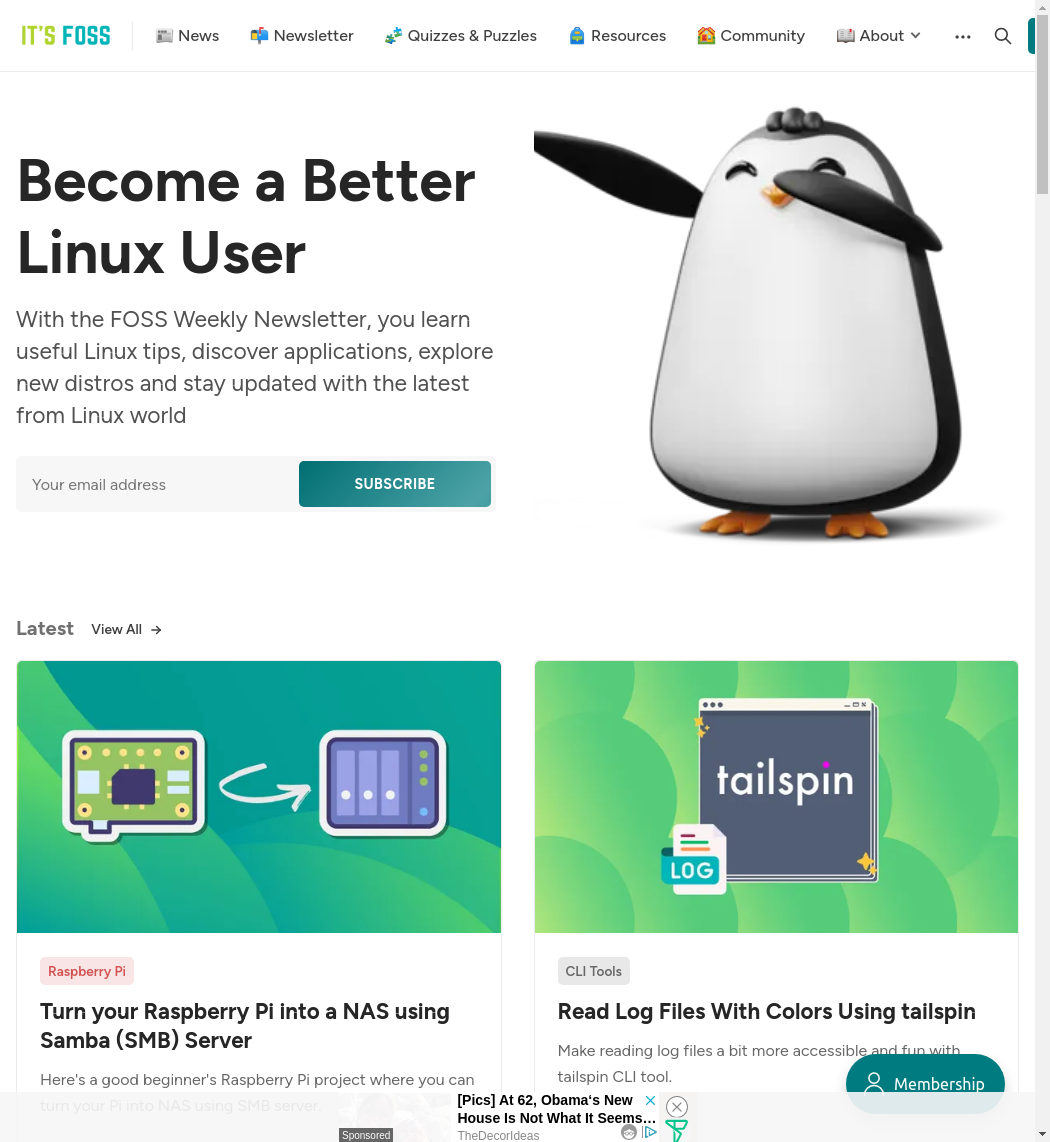 IT'S FOSS
📰 News
📬 Newsletter
🧩 Quizzes & Puzzles
🎒 Resources
🏠 Community
📖 About
Become a Better
Linux User
With the FOSS Weekly Newsletter, you learn
useful Linux tips, discover applications, explore
new distros and stay updated with the latest
from Linux world
Your email address
SUBSCRIBE
Latest
View All →
tailspin
LOG
Raspberry Pi
Turn your Raspberry Pi into a NAS using
Samba (SMB) Server
Here's a good beginner's Raspberry Pi project where you can
turn your Pi into NAS using SMB server.
CLI Tools
Read Log Files With Colors Using tailspin
Make reading log files a bit more accessible and fun with
tailspin CLI tool.
Membership
Sponsored
[Pics] At 62, Obama‘s New
House Is Not What It Seems...
TheDecorIdeas